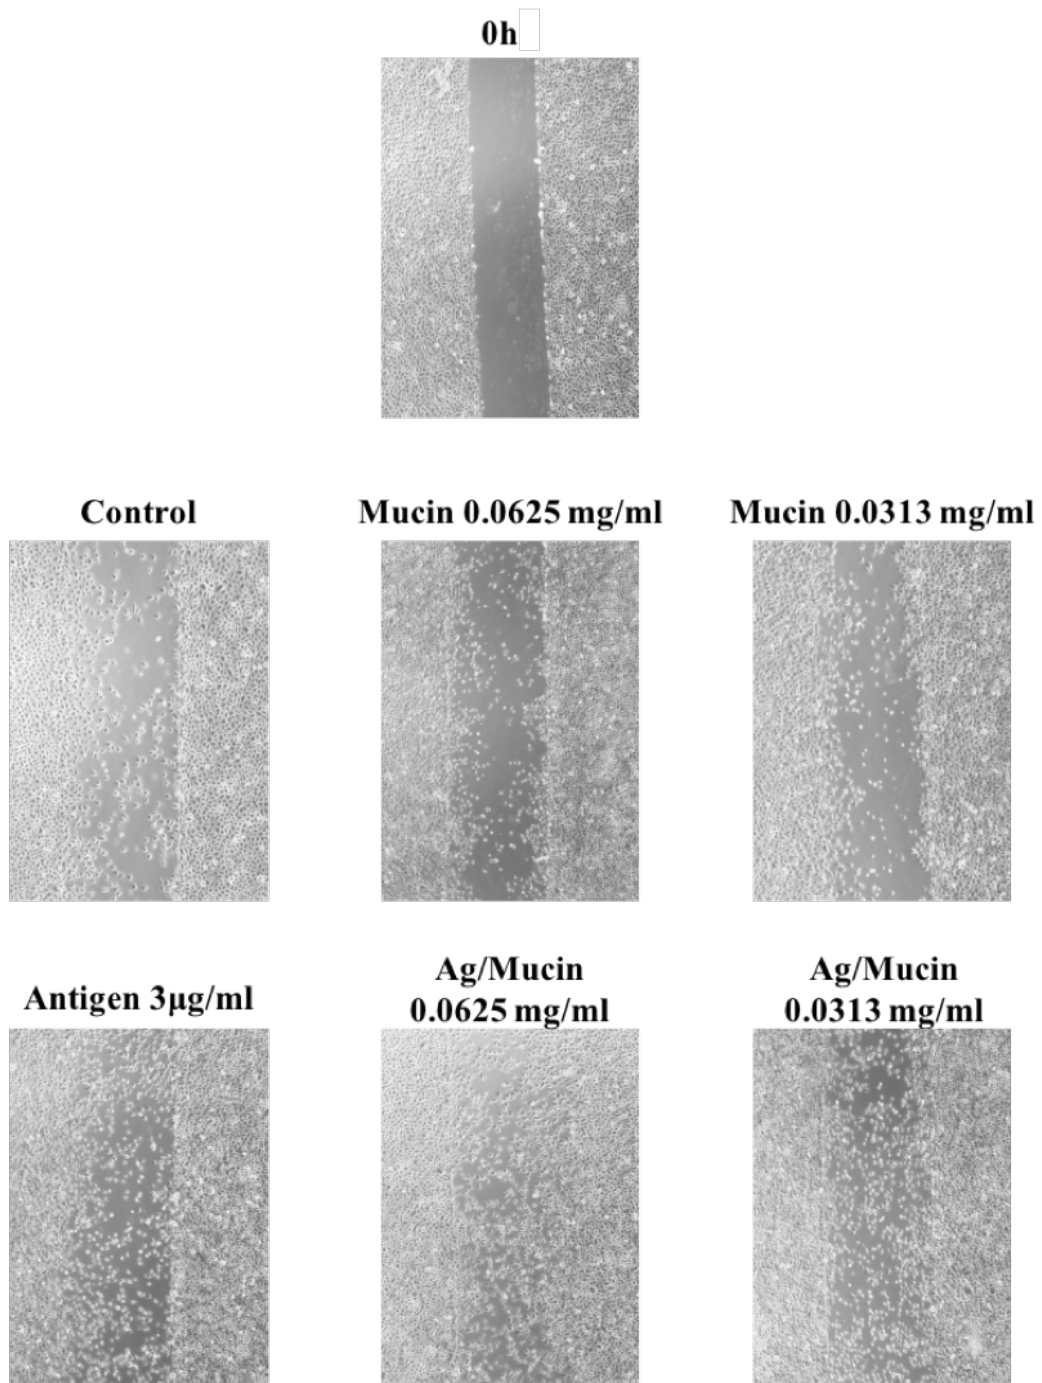 0h
Control
Mucin 0.0625 mg/ml
Mucin 0.0313 mg/ml
Antigen 3μg/ml
Ag/Mucin
0.0625 mg/ml
Ag/Mucin
0.0313 mg/ml